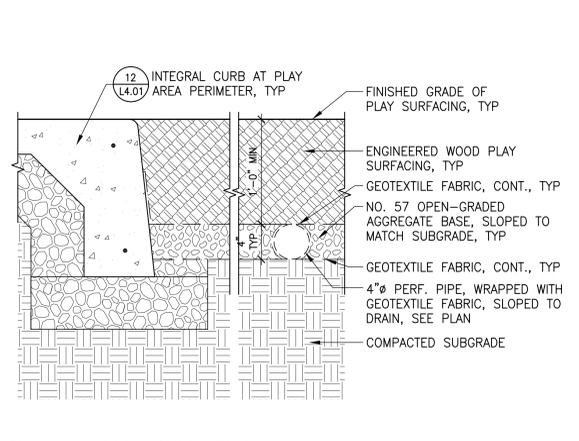 12
L4.01
INTEGRAL CURB AT PLAY
AREA PERIMETER, TYP
FINISHED GRADE OF
PLAY SURFACING, TYP
1'-0" MIN
ENGINEERED WOOD PLAY
SURFACING, TYP
GEOTEXTILE FABRIC, CONT., TYP
NO. 57 OPEN-GRADED
AGGREGATE BASE, SLOPED TO
MATCH SUBGRADE, TYP
4"
TYP
GEOTEXTILE FABRIC, CONT., TYP
4"ø PERF. PIPE, WRAPPED WITH
GEOTEXTILE FABRIC, SLOPED TO
DRAIN, SEE PLAN
COMPACTED SUBGRADE